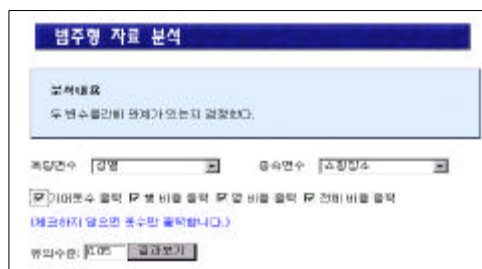 범주형 자료 분석
분석내용
두 변수들간에 관계가 있는지 검정한다.
독립변수 성별 종속변수 쇼핑장소
기대돗수 출력 행 비율 출력 열 비율 출력 전체 비율 출력
(체크하지 않으면 돗수만 출력합니다.)
유의수준: 0.05 결과보기